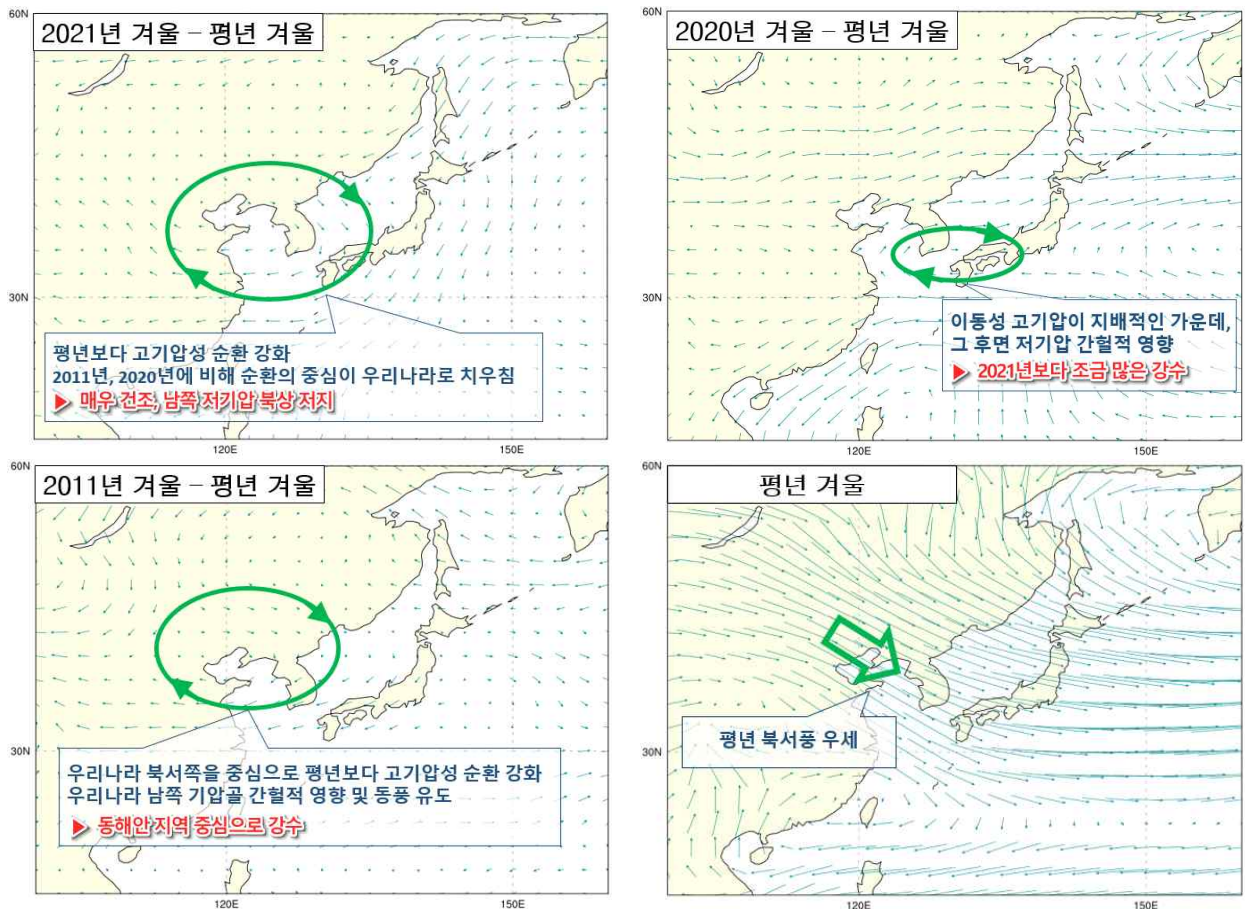 2021년 겨울 – 평년 겨울
60N
30N
평년보다 고기압성 순환 강화
2011년, 2020년에 비해 순환의 중심이 우리나라로 치우침
▶ 매우 건조, 남쪽 저기압 북상 저지
120E
150E
2020년 겨울 – 평년 겨울
60N
30N
이동성 고기압이 지배적인 가운데,
그 후면 저기압 간헐적 영향
▶ 2021년보다 조금 많은 강수
120E
150E
2011년 겨울 – 평년 겨울
60N
30N
우리나라 북서쪽을 중심으로 평년보다 고기압성 순환 강화
우리나라 남쪽 기압골 간헐적 영향 및 동풍 유도
▶ 동해안 지역 중심으로 강수
120E
150E
평년 겨울
60N
30N
평년 북서풍 우세
120E
150E